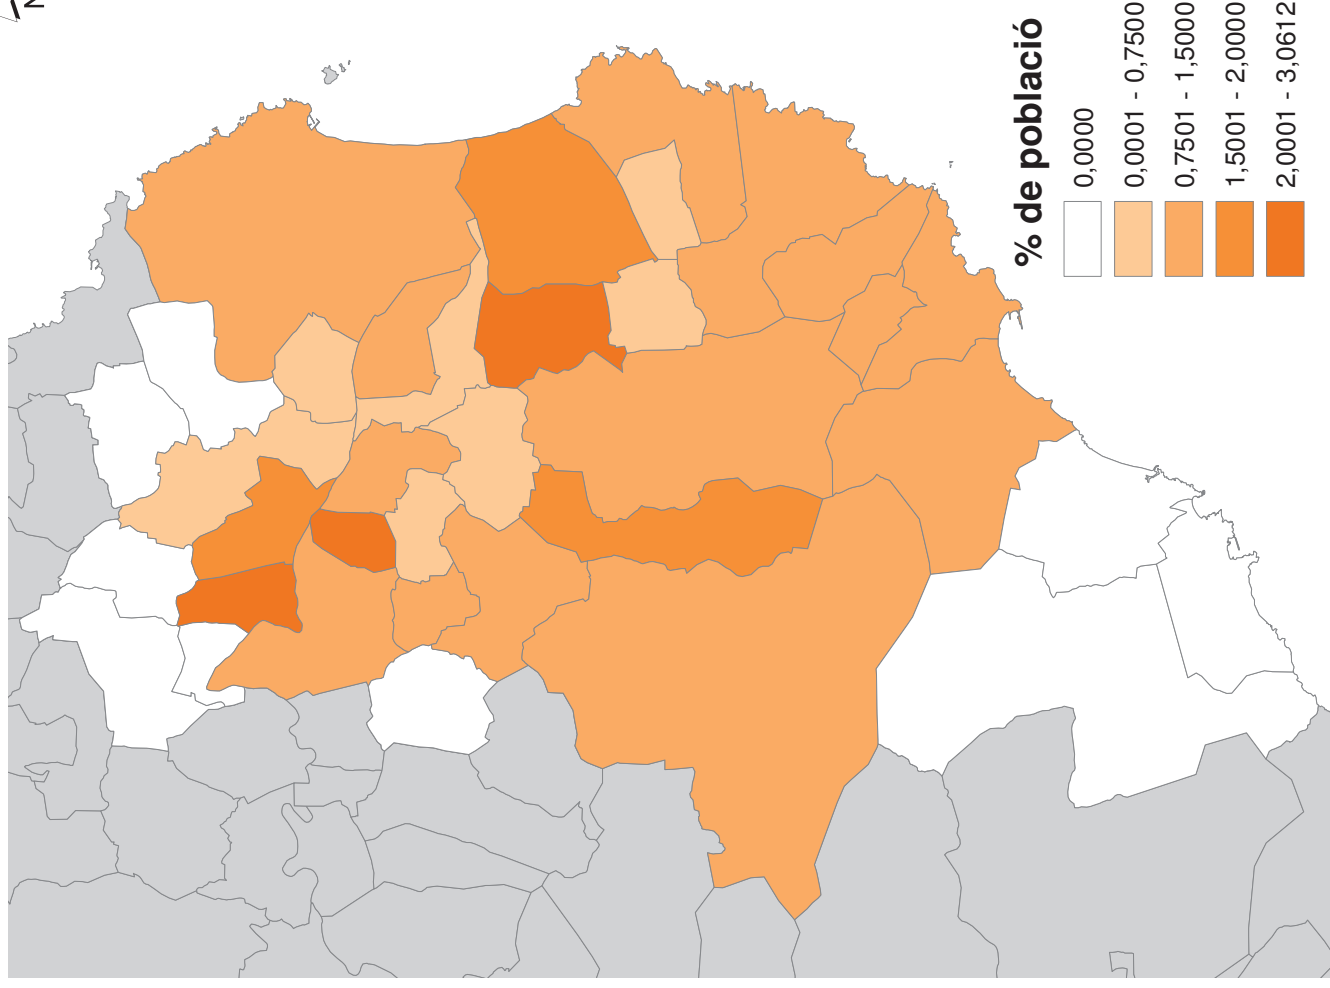 N
% de població
0,0000
0,0001 - 0,7500
0,7501 - 1,5000
1,5001 - 2,0000
2,0001 - 3,0612